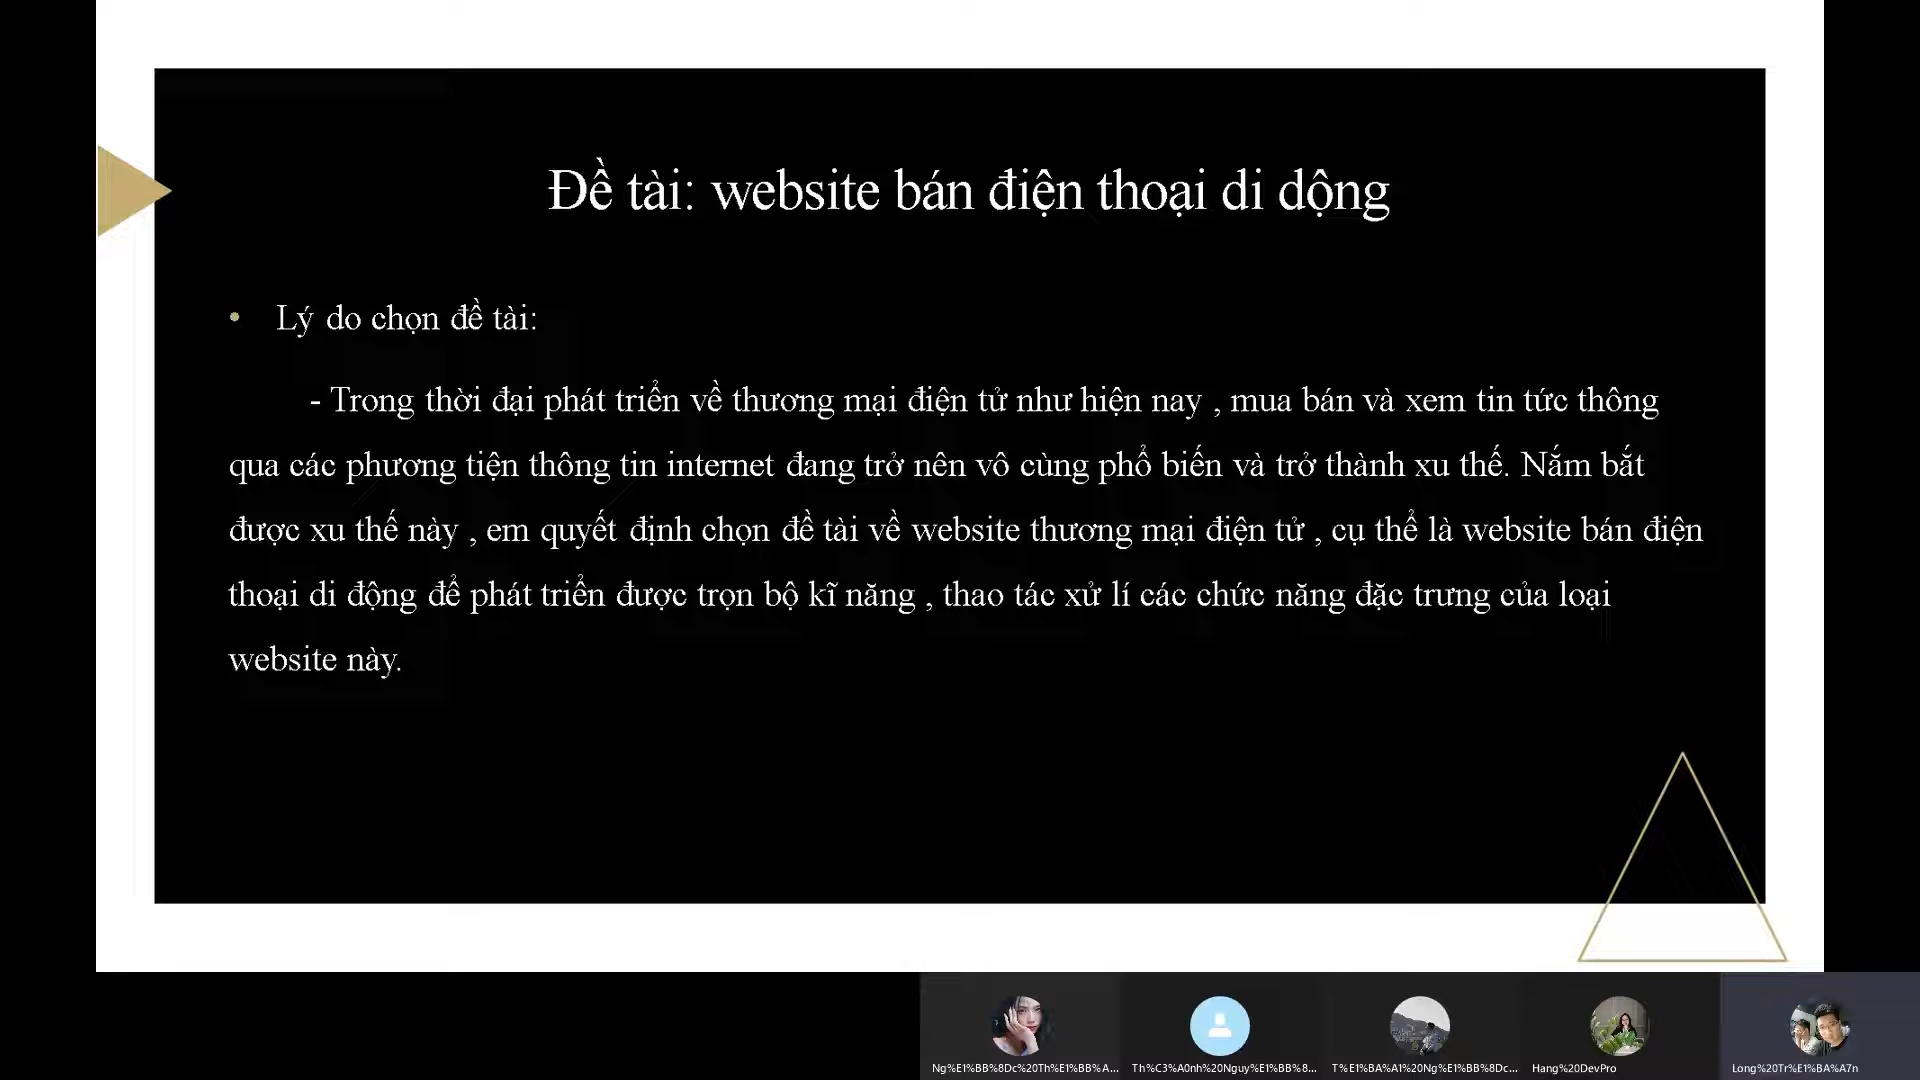 Đề tài: website bán điện thoại di dộng
• Lý do chọn đề tài:
- Trong thời đại phát triển về thương mại điện tử như hiện nay , mua bán và xem tin tức thông
qua các phương tiện thông tin internet đang trở nên vô cùng phổ biến và trở thành xu thế. Nắm bắt
được xu thế này , em quyết định chọn đề tài về website thương mại điện tử , cụ thể là website bán điện
thoại di động để phát triển được trọn bộ kĩ năng , thao tác xử lí các chức năng đặc trưng của loại
website này.
Ng%E1%BB%8Dc%20Th%E1%BB%A...
Th%C3%A0nh%20Nguy%E1%BB%8...
T%E1%BA%A1%20Ng%E1%BB%8Dc...
Hang%20DevPro
Long%20Tr%E1%BA%A7n